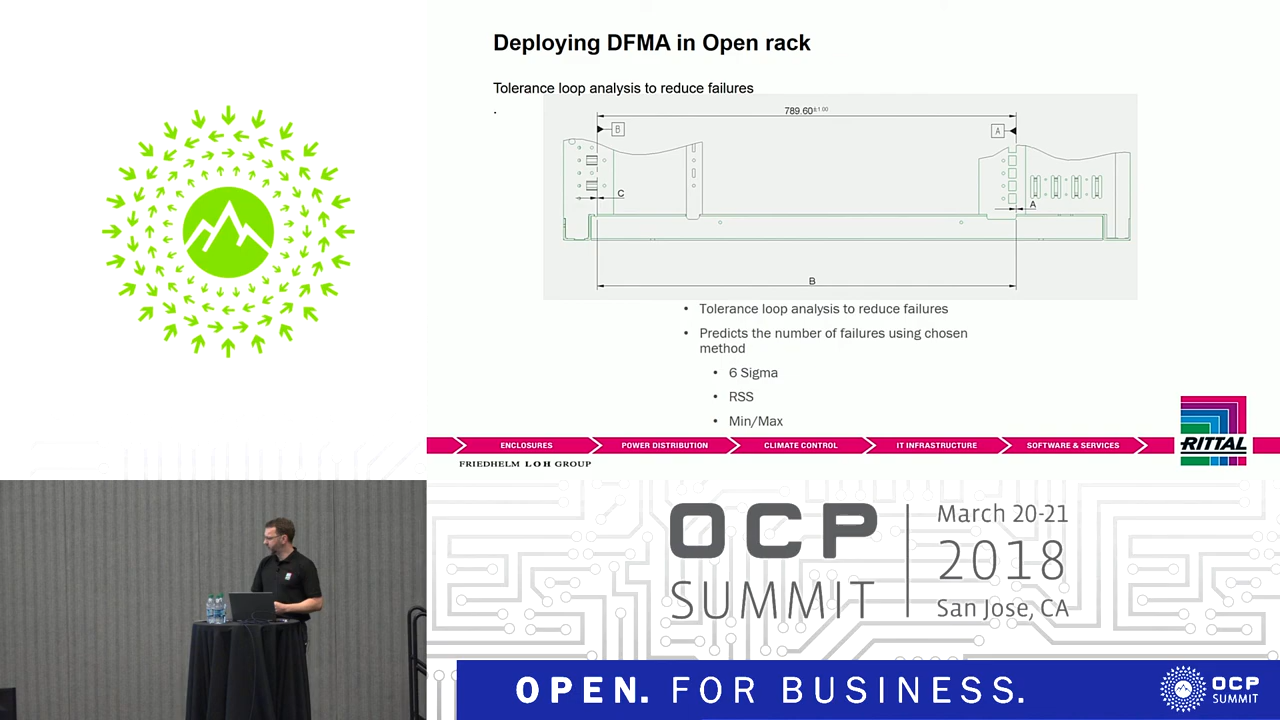 Deploying DFMA in Open rack
Tolerance loop analysis to reduce failures
.
789.60±1.00
B
A
C
A
B
• Tolerance loop analysis to reduce failures
• Predicts the number of failures using chosen
method
• 6 Sigma
• RSS
• Min/Max
ENCLOSURES
POWER DISTRIBUTION
CLIMATE CONTROL
IT INFRASTRUCTURE
SOFTWARE & SERVICES
RITTAL
FRIEDHELM LOH GROUP
OCP
SUMMIT
March 20-21
2018
San Jose, CA
OPEN. FOR BUSINESS.
OCP
SUMMIT